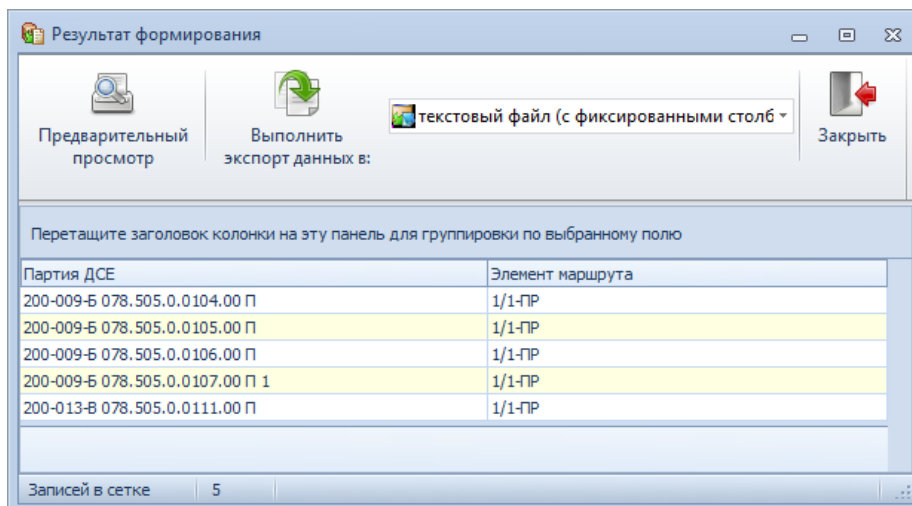 Результат формирования
Предварительный
просмотр
Выполнить
экспорт данных в:
текстовый файл (с фиксированными столб
Закрыть
Перетащите заголовок колонки на эту панель для группировки по выбранному полю
Партия ДСЕ Элемент маршрута
200-009-Б 078.505.0.0104.00 П 1/1-ПР
200-009-Б 078.505.0.0105.00 П 1/1-ПР
200-009-Б 078.505.0.0106.00 П 1/1-ПР
200-009-Б 078.505.0.0107.00 П 1 1/1-ПР
200-013-В 078.505.0.0111.00 П 1/1-ПР
Записей в сетке 5